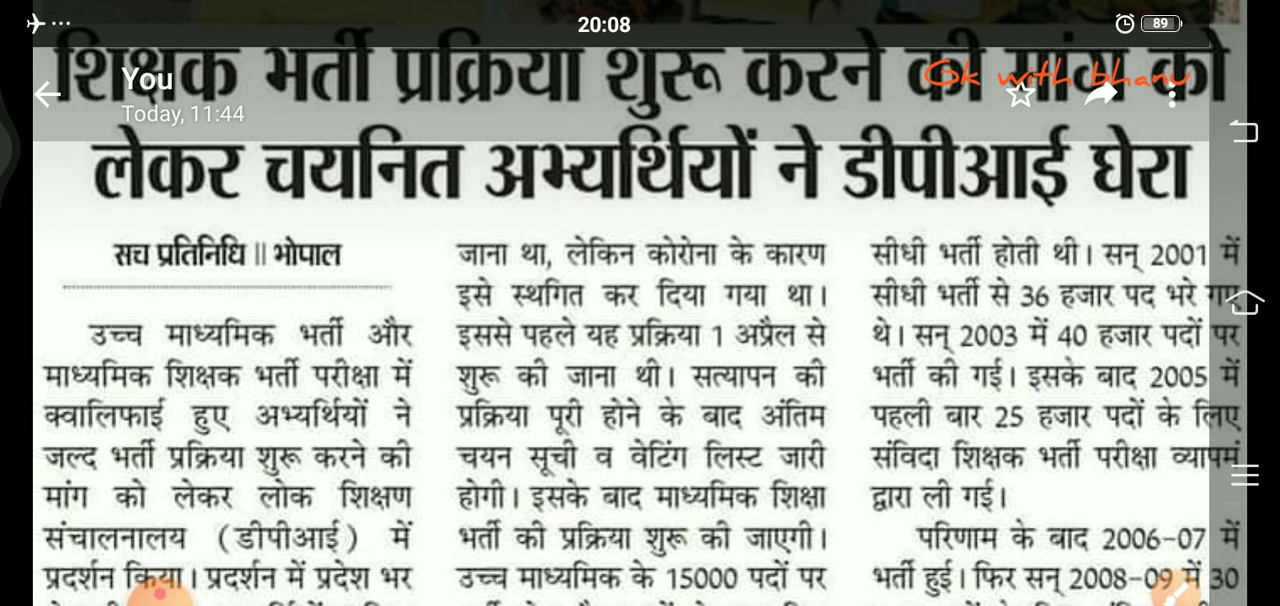 20:08
89
You
Today, 11:44
Gk with bhanu
शिक्षक भर्ती प्रक्रिया शुरू करने की मांग को
लेकर चयनित अभ्यर्थियों ने डीपीआई घेरा
सच प्रतिनिधि || भोपाल
उच्च माध्यमिक भर्ती और
माध्यमिक शिक्षक भर्ती परीक्षा में
क्वालिफाई हुए अभ्यर्थियों ने
जल्द भर्ती प्रक्रिया शुरू करने की
मांग को लेकर लोक शिक्षण
संचालनालय (डीपीआई) में
प्रदर्शन किया। प्रदर्शन में प्रदेश भर
जाना था, लेकिन कोरोना के कारण
इसे स्थगित कर दिया गया था।
इससे पहले यह प्रक्रिया 1 अप्रैल से
शुरू की जाना थी। सत्यापन की
प्रक्रिया पूरी होने के बाद अंतिम
चयन सूची व वेटिंग लिस्ट जारी
होगी। इसके बाद माध्यमिक शिक्षा
भर्ती की प्रक्रिया शुरू की जाएगी।
उच्च माध्यमिक के 15000 पदों पर
सीधी भर्ती होती थी। सन् 2001 में
सीधी भर्ती से 36 हजार पद भरे गए
थे। सन् 2003 में 40 हजार पदों पर
भर्ती की गई। इसके बाद 2005 में
पहली बार 25 हजार पदों के लिए
संविदा शिक्षक भर्ती परीक्षा व्यापमं
द्वारा ली गई।
परिणाम के बाद 2006-07 में
भर्ती हुई। फिर सन् 2008-09 में 30